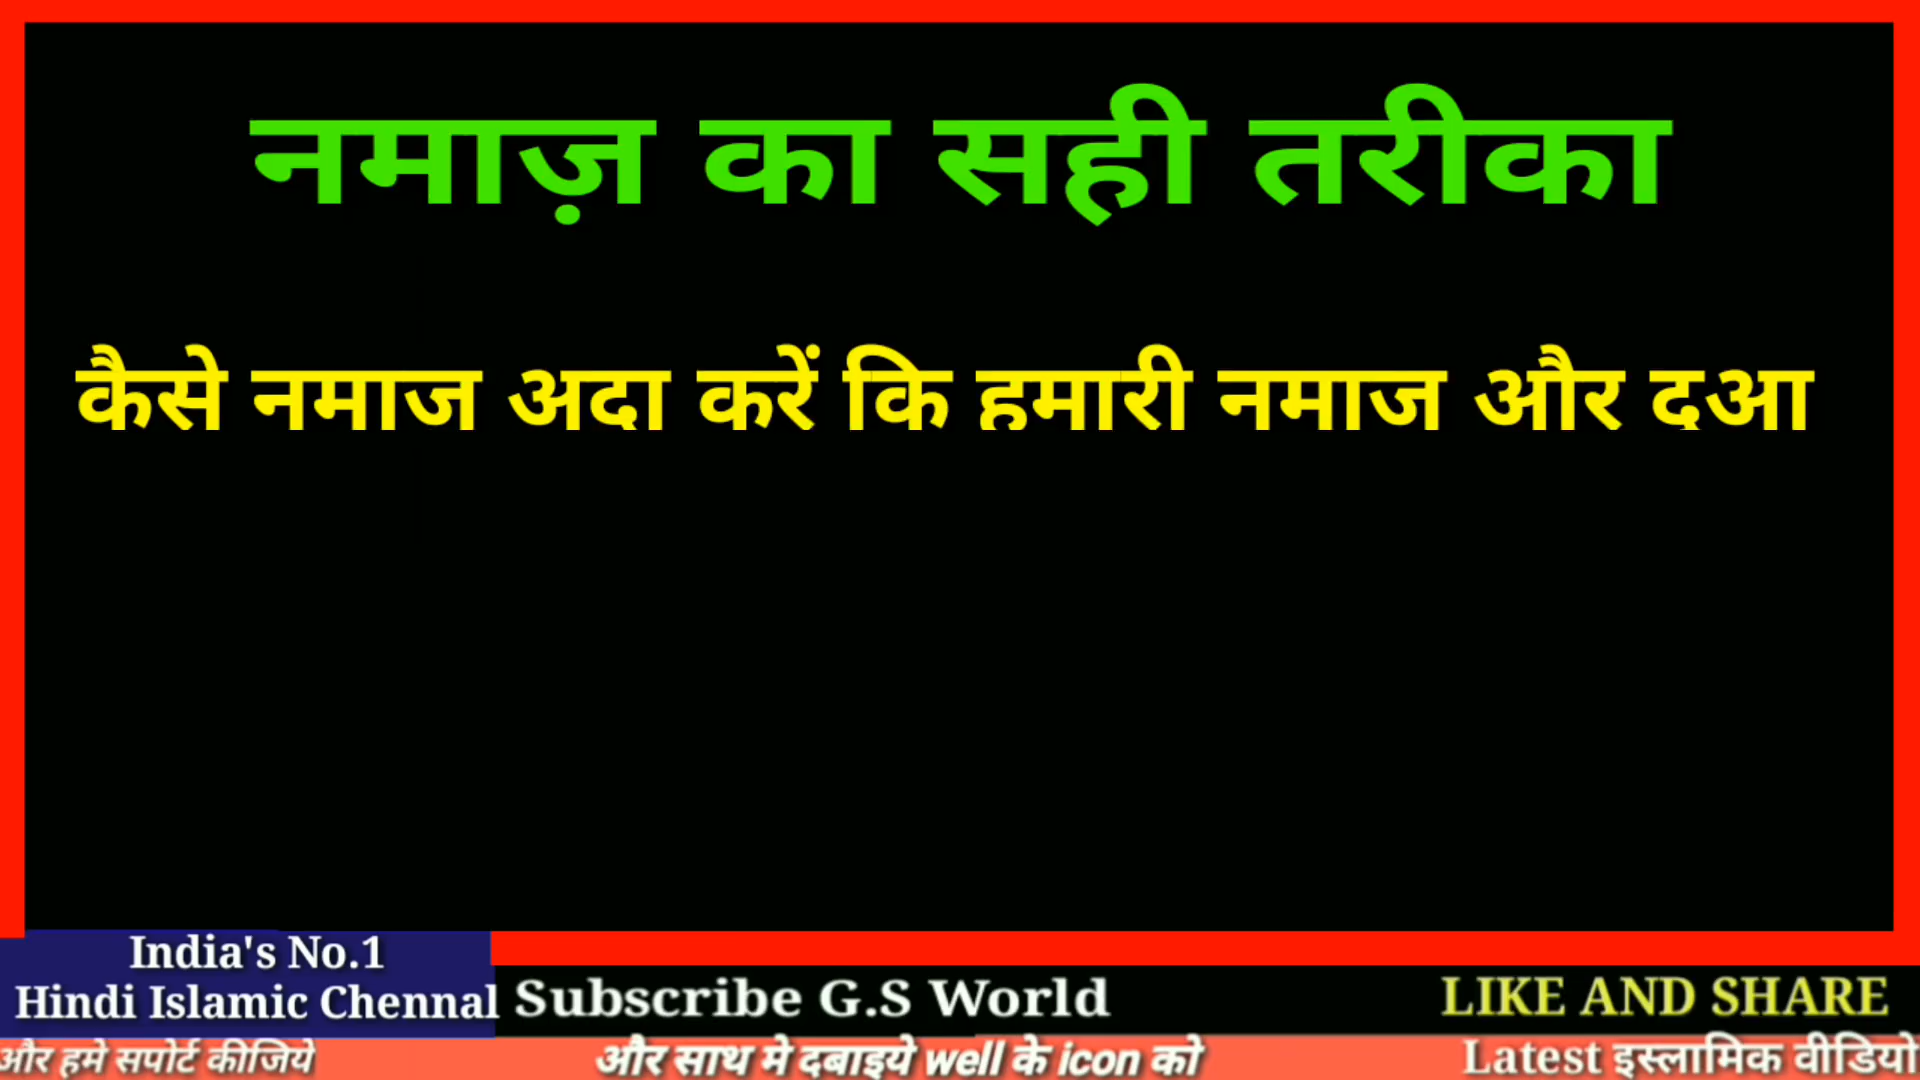 नमाज़ का सही तरीका
कैसे नमाज अदा करें कि हमारी नमाज और दुआ
India's No.1
Hindi Islamic Chennal
Subscribe G.S World
LIKE AND SHARE
और हमे सपोर्ट कीजिये
और साथ मे दबाइये well के icon को
Latest इस्लामिक वीडियो